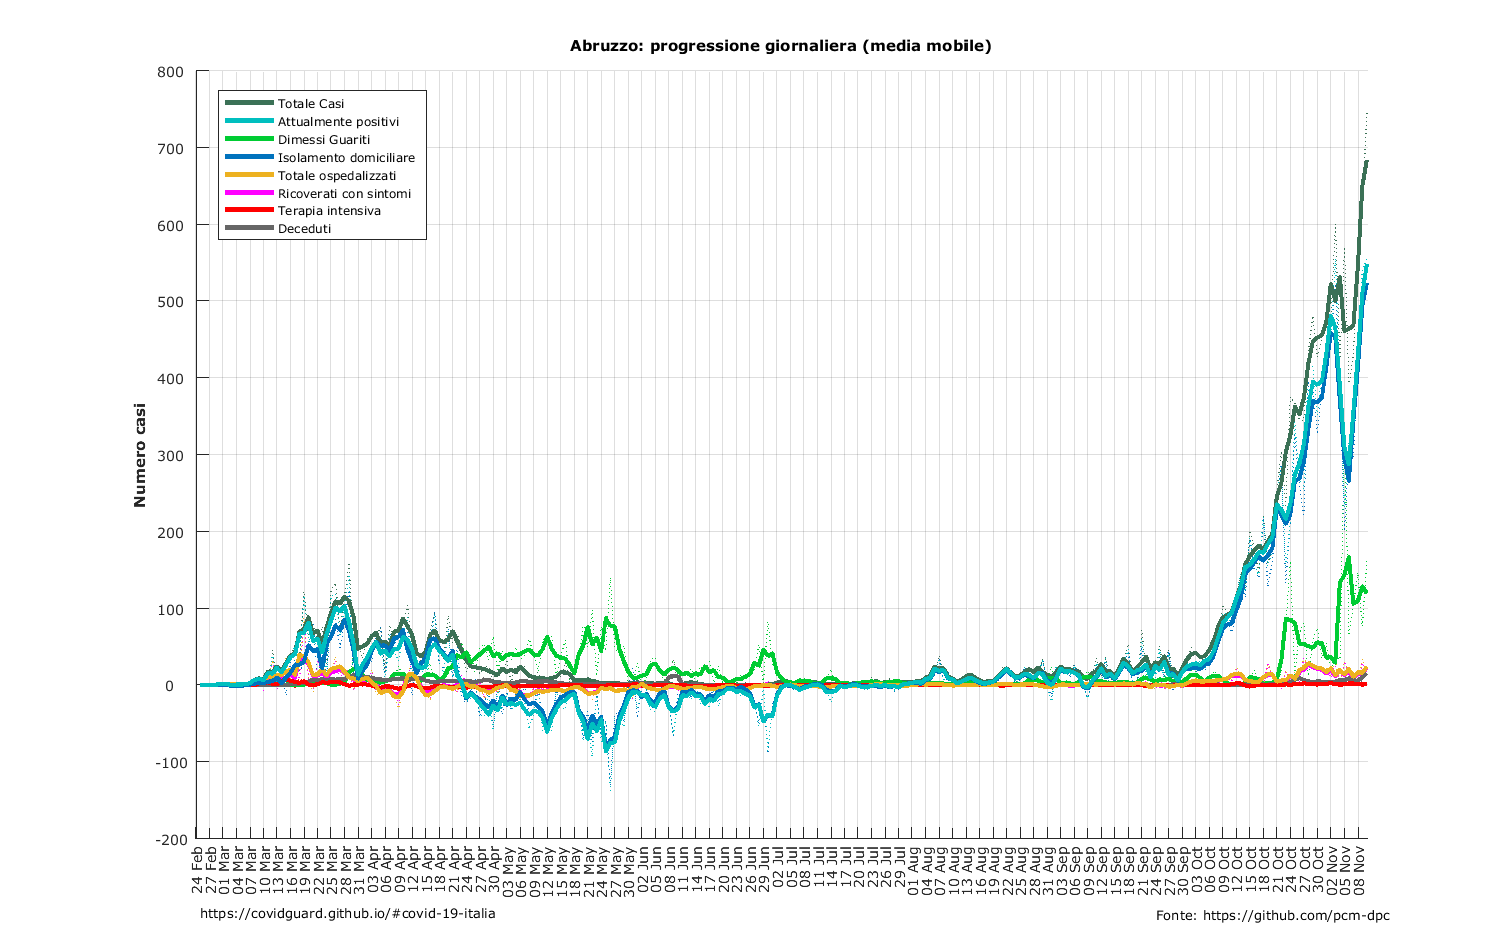 Abruzzo: progressione giornaliera (media mobile)
Numero casi
800
700
600
500
400
300
200
100
0
-100
-200
Totale Casi
Attualmente positivi
Dimessi Guariti
Isolamento domiciliare
Totale ospedalizzati
Ricoverati con sintomi
Terapia intensiva
Deceduti
24 Feb
27 Feb
01 Mar
04 Mar
07 Mar
10 Mar
13 Mar
16 Mar
19 Mar
22 Mar
25 Mar
28 Mar
31 Mar
03 Apr
06 Apr
09 Apr
12 Apr
15 Apr
18 Apr
21 Apr
24 Apr
27 Apr
30 Apr
03 May
06 May
09 May
12 May
15 May
18 May
21 May
24 May
27 May
30 May
02 Jun
05 Jun
08 Jun
11 Jun
14 Jun
17 Jun
20 Jun
23 Jun
26 Jun
29 Jun
02 Jul
05 Jul
08 Jul
11 Jul
14 Jul
17 Jul
20 Jul
23 Jul
26 Jul
29 Jul
01 Aug
04 Aug
07 Aug
10 Aug
13 Aug
16 Aug
19 Aug
22 Aug
25 Aug
28 Aug
31 Aug
03 Sep
06 Sep
09 Sep
12 Sep
15 Sep
18 Sep
21 Sep
24 Sep
27 Sep
30 Sep
03 Oct
06 Oct
09 Oct
12 Oct
15 Oct
18 Oct
21 Oct
24 Oct
27 Oct
30 Oct
02 Nov
05 Nov
08 Nov
https://covidguard.github.io/#covid-19-italia
Fonte: https://github.com/pcm-dpc